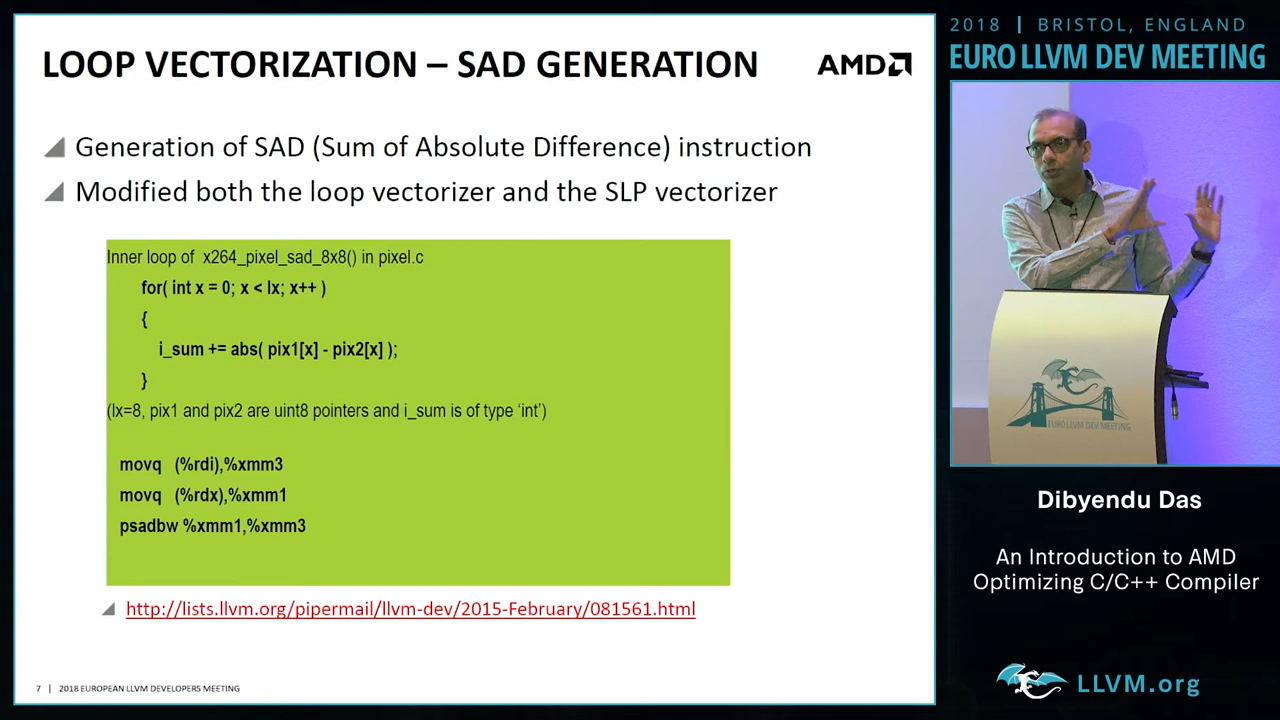 LOOP VECTORIZATION – SAD GENERATION
AMD
Generation of SAD (Sum of Absolute Difference) instruction
Modified both the loop vectorizer and the SLP vectorizer
Inner loop of x264_pixel_sad_8x8() in pixel.c
for( int x = 0; x < lx; x++ )
{
i_sum += abs( pix1[x] - pix2[x] );
}
(lx=8, pix1 and pix2 are uint8 pointers and i_sum is of type ‘int’)
movq (%rdi),%xmm3
movq (%rdx),%xmm1
psadbw %xmm1,%xmm3
http://lists.llvm.org/pipermail/llvm-dev/2015-February/081561.html
7 | 2018 EUROPEAN LLVM DEVELOPERS MEETING
2018 | BRISTOL, ENGLAND
EURO LLVM DEV MEETING
EURO LLVM DEV MEETING
Dibyendu Das
An Introduction to AMD
Optimizing C/C++ Compiler
LLVM.org